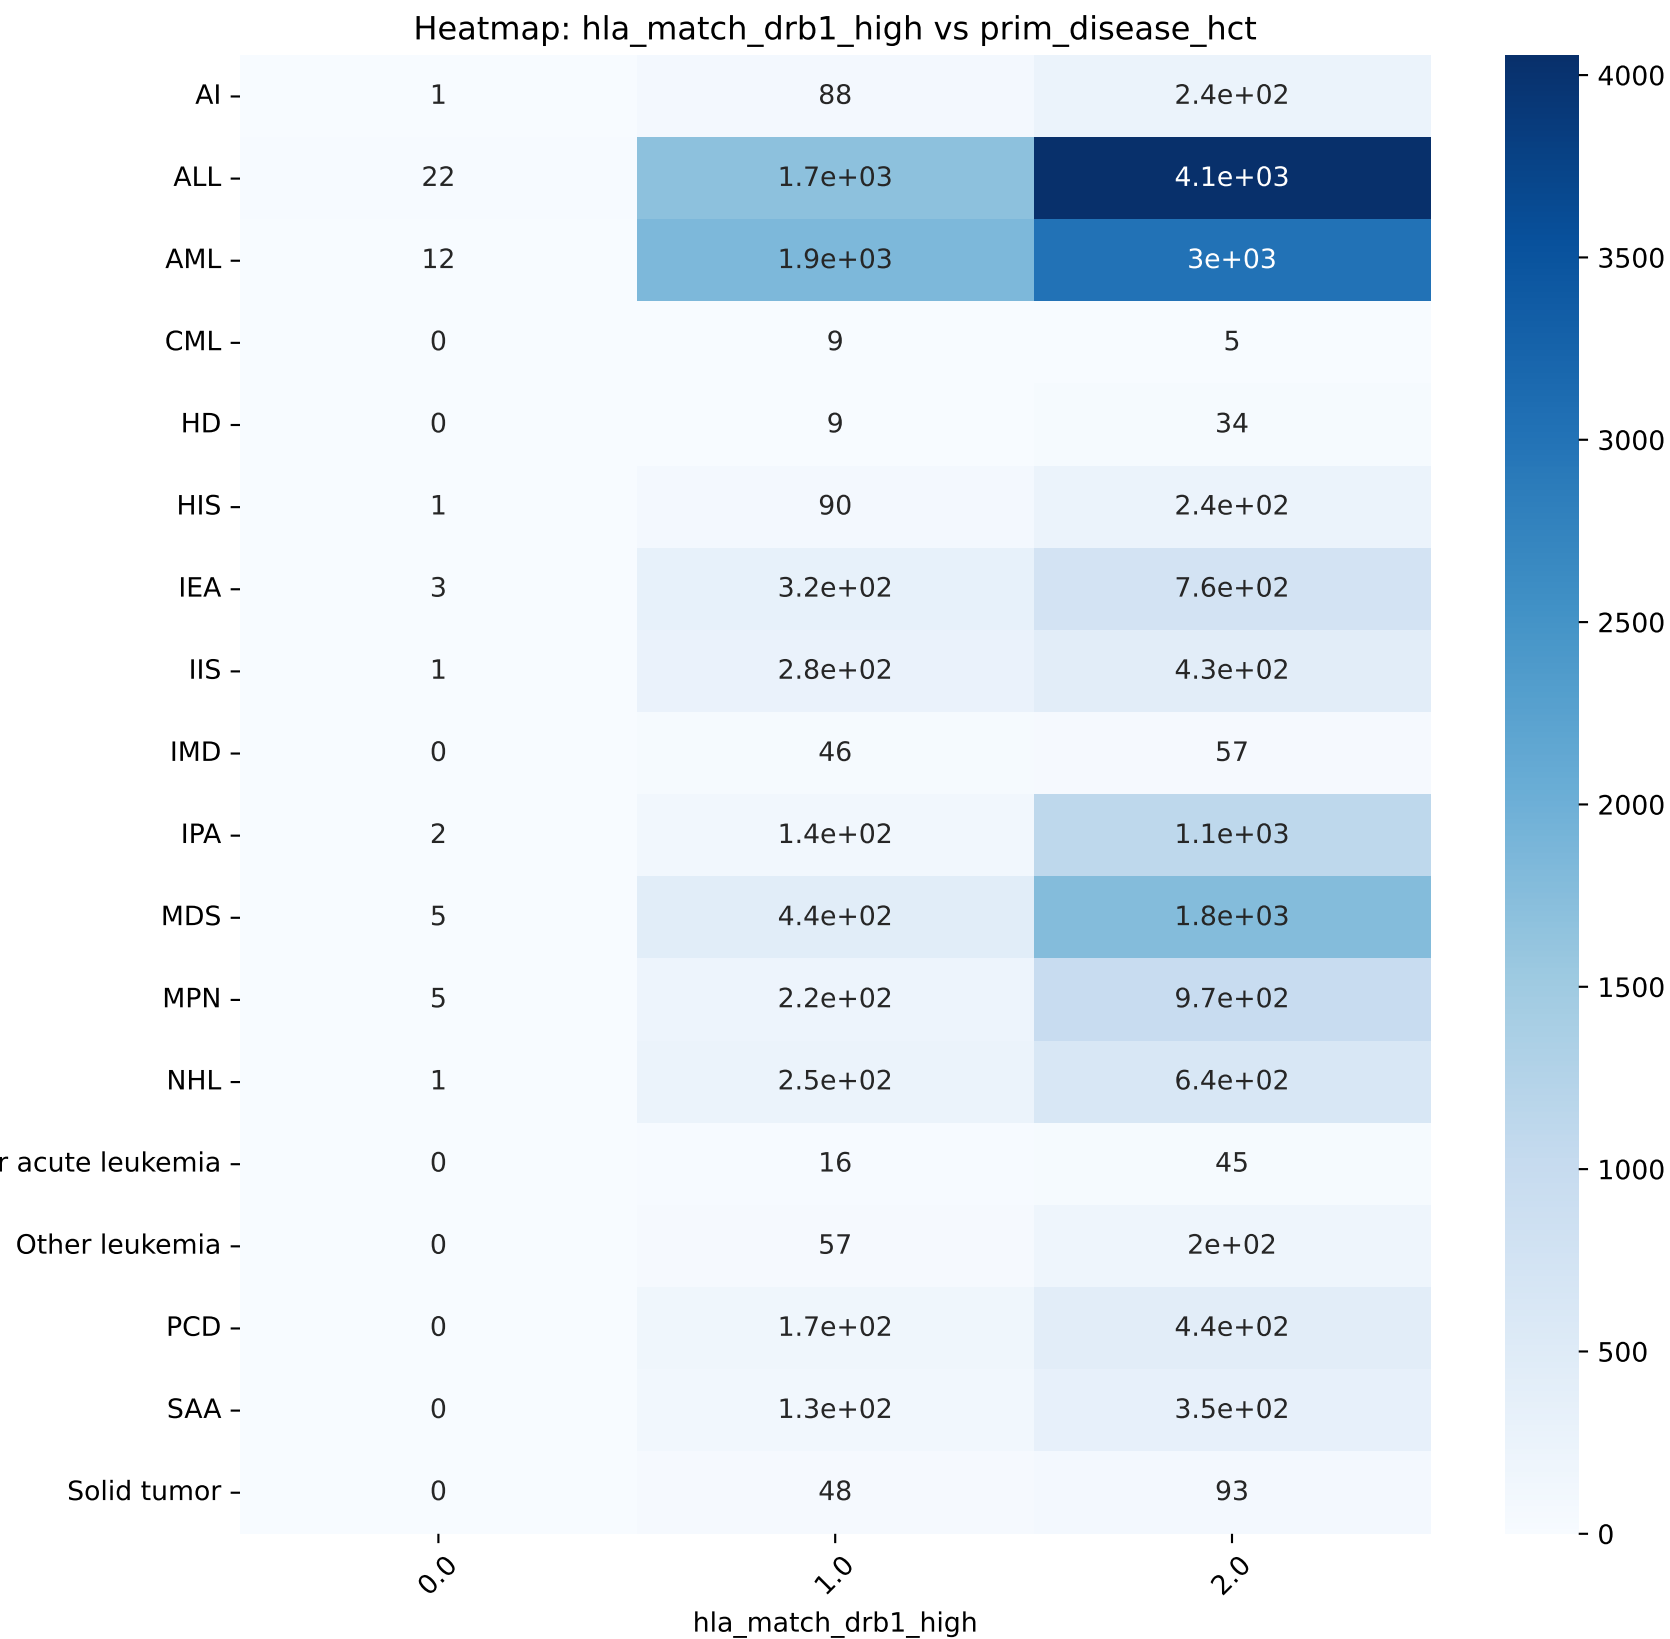 Heatmap: hla_match_drb1_high vs prim_disease_hct
AI 1 88 2.4e+02
ALL 22 1.7e+03 4.1e+03
AML 12 1.9e+03 3e+03
CML 0 9 5
HD 0 9 34
HIS 1 90 2.4e+02
IEA 3 3.2e+02 7.6e+02
IIS 1 2.8e+02 4.3e+02
IMD 0 46 57
IPA 2 1.4e+02 1.1e+03
MDS 5 4.4e+02 1.8e+03
MPN 5 2.2e+02 9.7e+02
NHL 1 2.5e+02 6.4e+02
r acute leukemia 0 16 45
Other leukemia 0 57 2e+02
PCD 0 1.7e+02 4.4e+02
SAA 0 1.3e+02 3.5e+02
Solid tumor 0 48 93
0.0 1.0 2.0
hla_match_drb1_high
4000
3500
3000
2500
2000
1500
1000
500
0